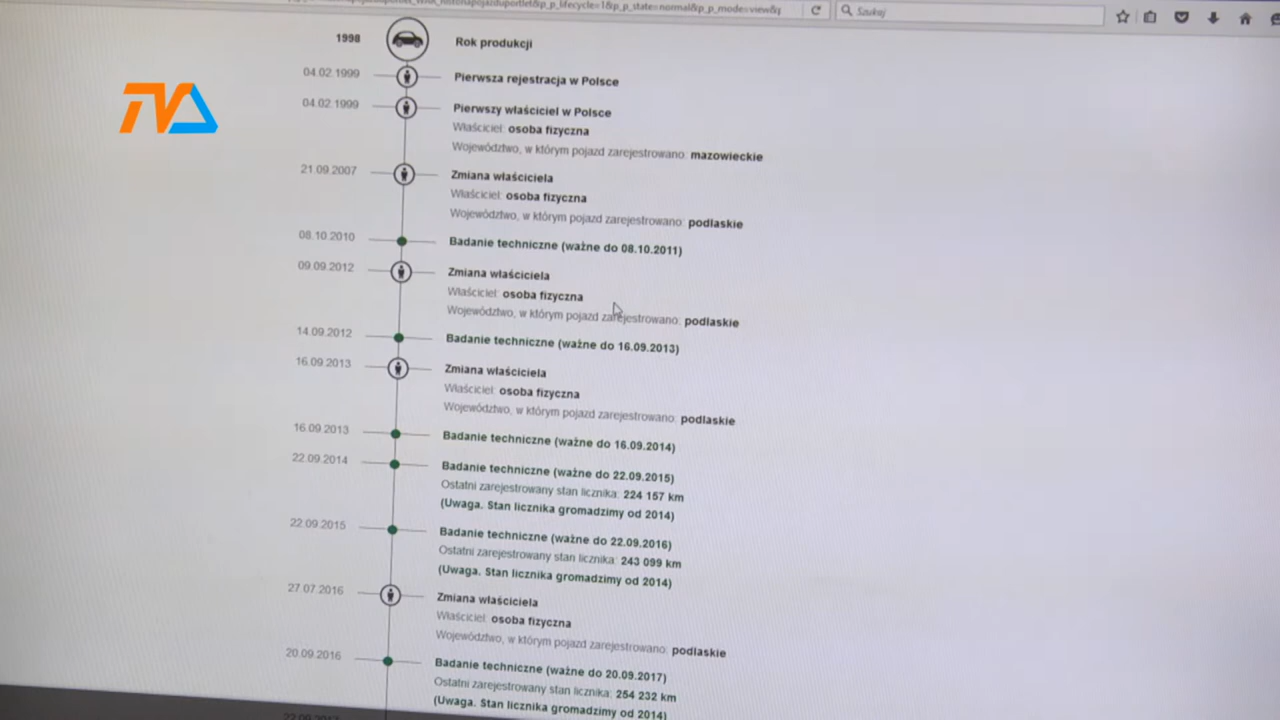 Szukaj
1998 Rok produkcji
04.02.1999 Pierwsza rejestracja w Polsce
04.02.1999 Pierwszy właściciel w Polsce
Właściciel: osoba fizyczna
Województwo, w którym pojazd zarejestrowano: mazowieckie
21.09.2007 Zmiana właściciela
Właściciel: osoba fizyczna
Województwo, w którym pojazd zarejestrowano: podlaskie
08.10.2010 Badanie techniczne (ważne do 08.10.2011)
09.09.2012 Zmiana właściciela
Właściciel: osoba fizyczna
Województwo, w którym pojazd zarejestrowano: podlaskie
14.09.2012 Badanie techniczne (ważne do 16.09.2013)
16.09.2013 Zmiana właściciela
Właściciel: osoba fizyczna
Województwo, w którym pojazd zarejestrowano: podlaskie
16.09.2013 Badanie techniczne (ważne do 16.09.2014)
22.09.2014 Badanie techniczne (ważne do 22.09.2015)
Ostatni zarejestrowany stan licznika: 224 157 km
(Uwaga. Stan licznika gromadzimy od 2014)
22.09.2015 Badanie techniczne (ważne do 22.09.2016)
Ostatni zarejestrowany stan licznika: 243 099 km
(Uwaga. Stan licznika gromadzimy od 2014)
27.07.2016 Zmiana właściciela
Właściciel: osoba fizyczna
Województwo, w którym pojazd zarejestrowano: podlaskie
20.09.2016 Badanie techniczne (ważne do 20.09.2017)
Ostatni zarejestrowany stan licznika: 254 232 km
(Uwaga. Stan licznika gromadzimy od 2014)
TVA